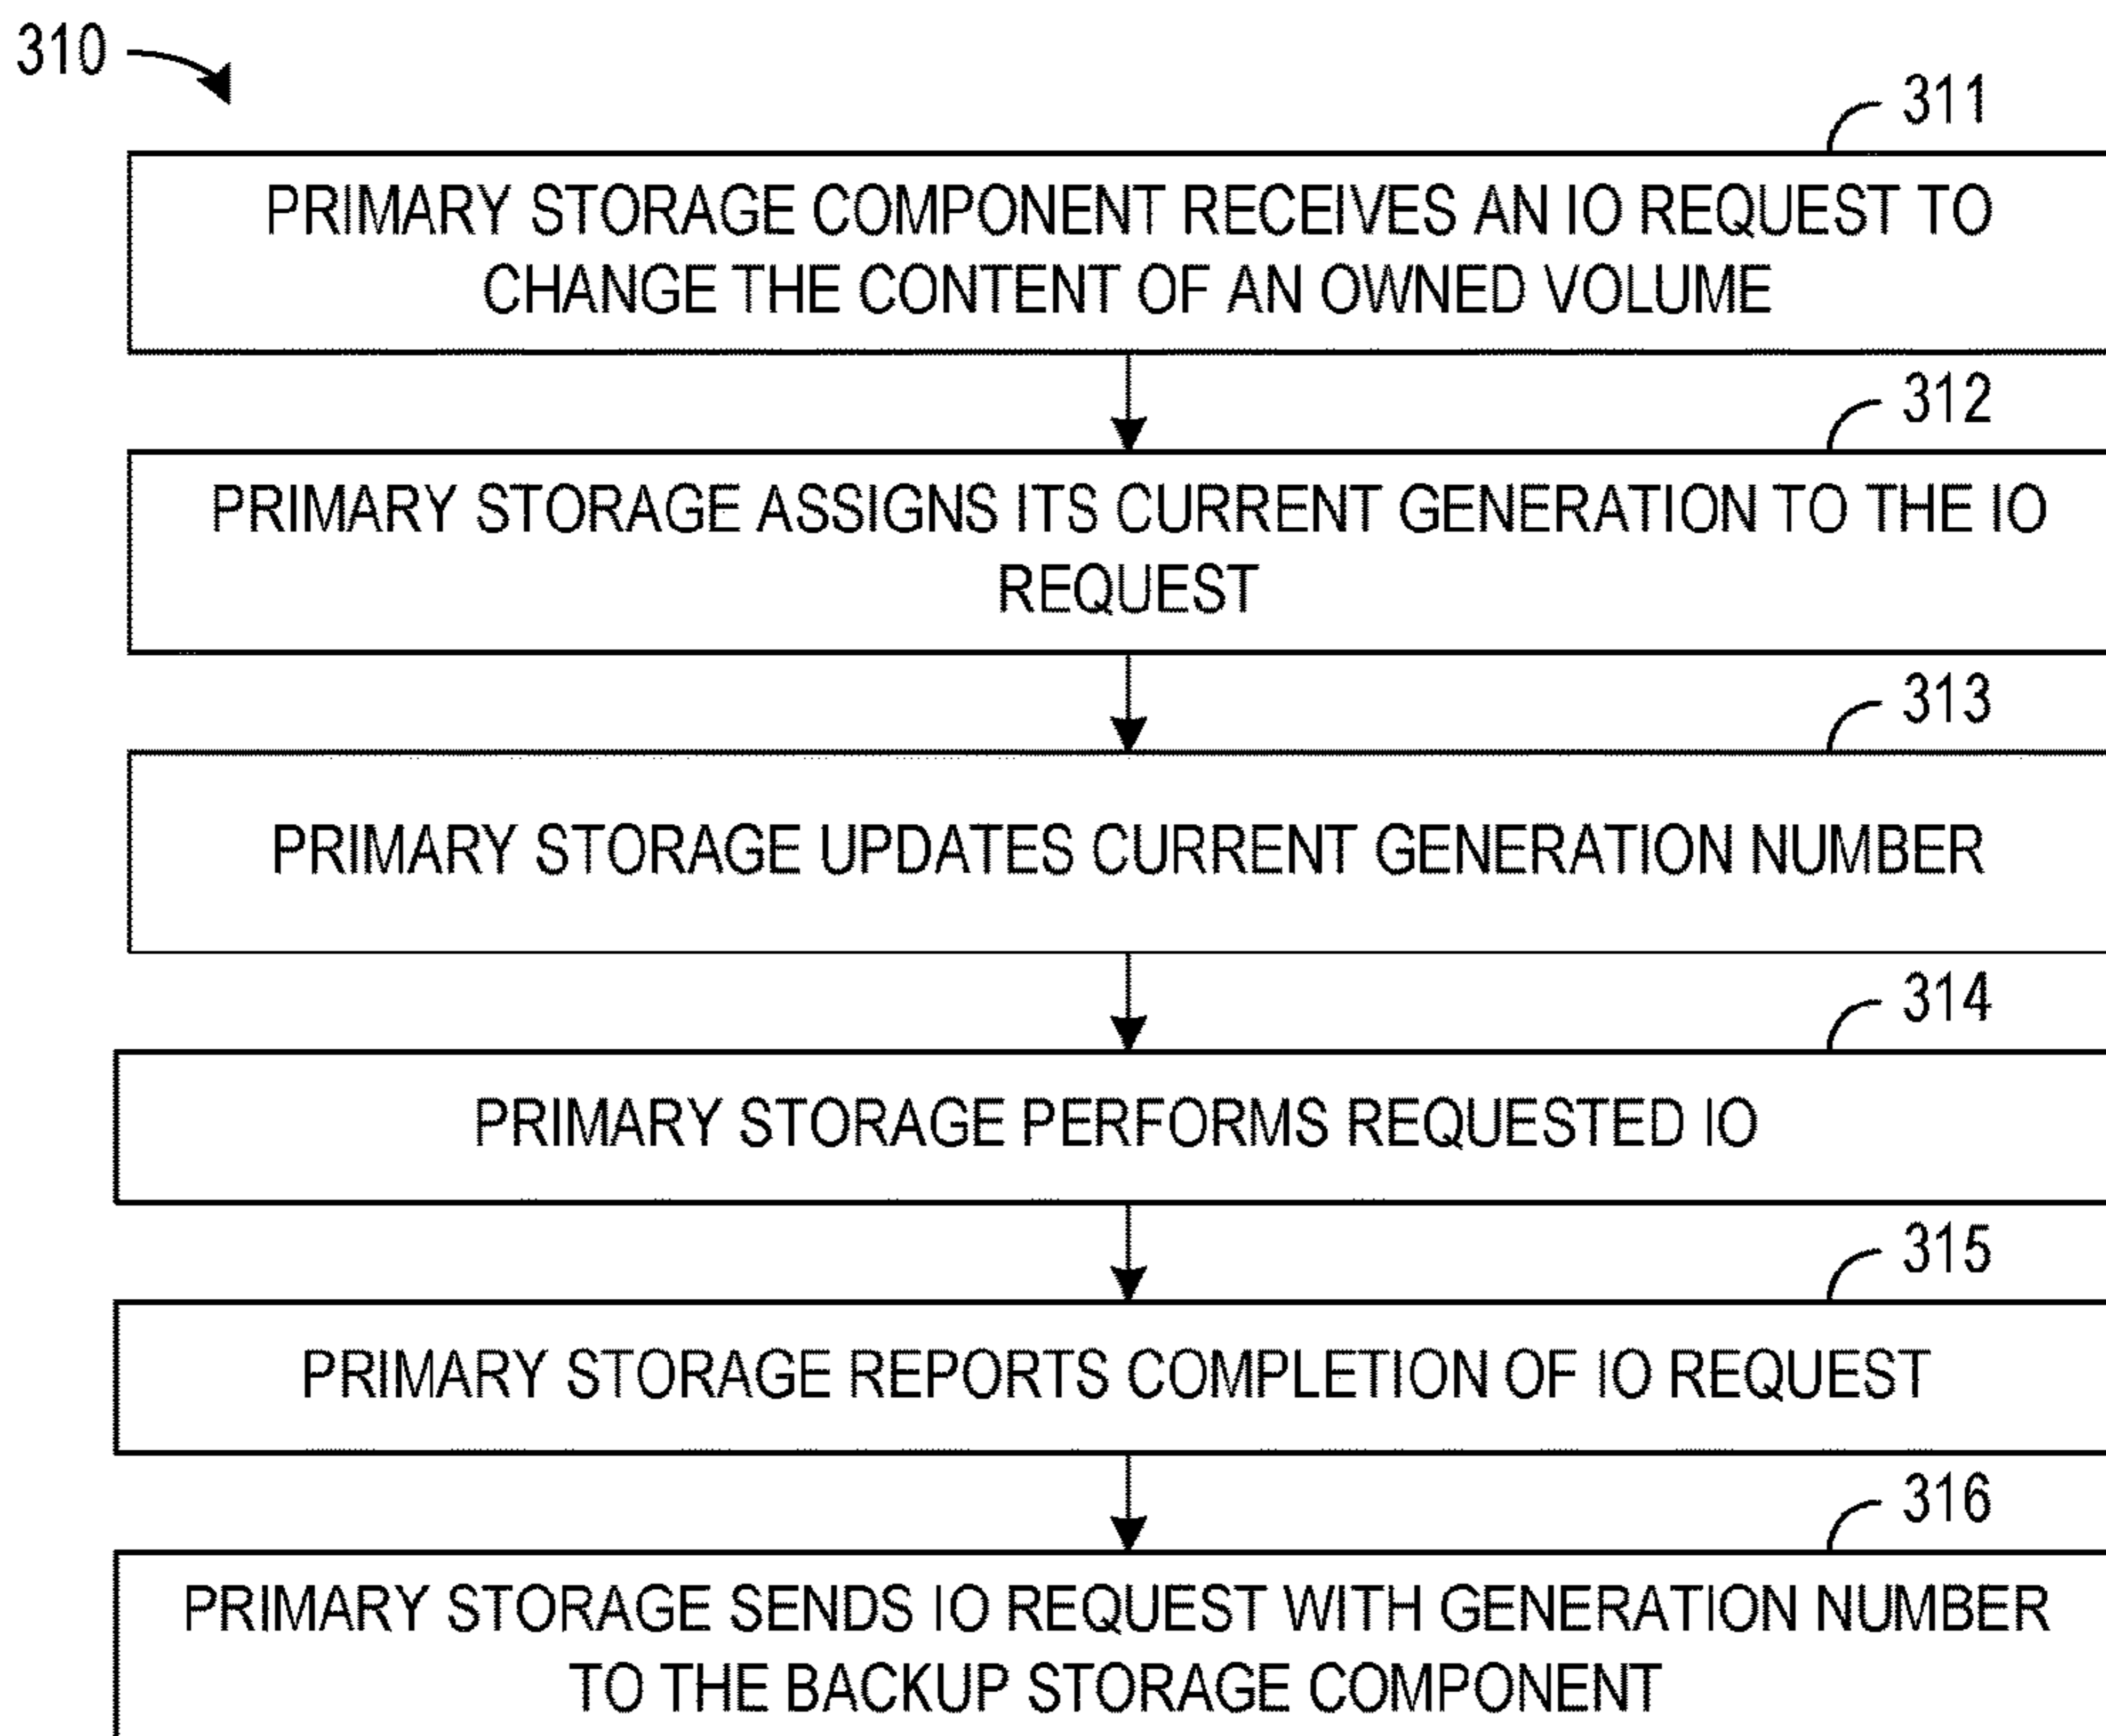 310
311
PRIMARY STORAGE COMPONENT RECEIVES AN IO REQUEST TO
CHANGE THE CONTENT OF AN OWNED VOLUME
312
PRIMARY STORAGE ASSIGNS ITS CURRENT GENERATION TO THE IO
REQUEST
313
PRIMARY STORAGE UPDATES CURRENT GENERATION NUMBER
314
PRIMARY STORAGE PERFORMS REQUESTED IO
315
PRIMARY STORAGE REPORTS COMPLETION OF IO REQUEST
316
PRIMARY STORAGE SENDS IO REQUEST WITH GENERATION NUMBER
TO THE BACKUP STORAGE COMPONENT